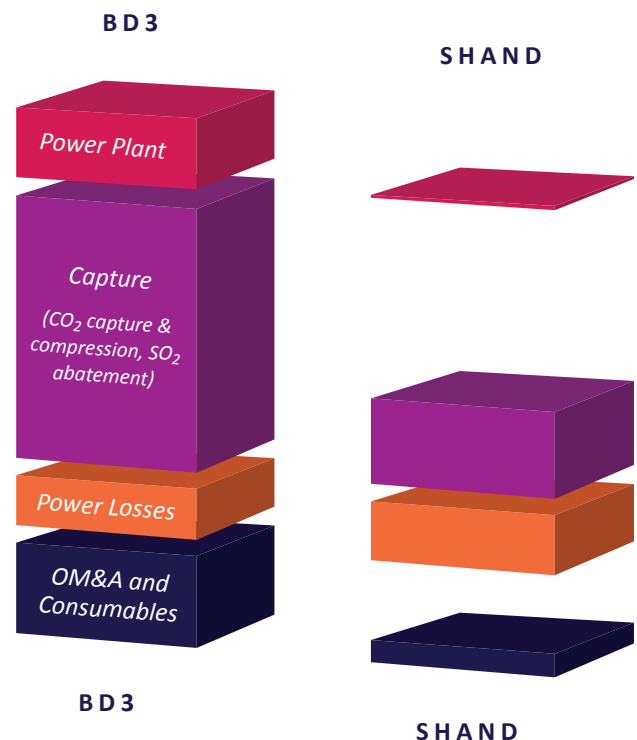 BD3
SHAND
Power Plant
Capture
(CO₂ capture &
compression, SO₂
abatement)
Power Losses
OM&A and
Consumables
BD3
SHAND